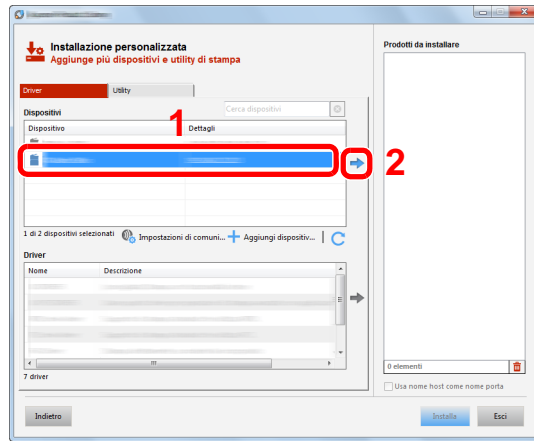 Installazione personalizzata
Aggiunge più dispositivi e utility di stampa
Prodotti da installare
Driver
Utility
Dispositivi
Cerca dispositivi
1
Dispositivo
Dettagli
2
1 di 2 dispositivi selezionati
Impostazioni di comuni...
Aggiungi dispositiv...
Driver
Nome
Descrizione
7 driver
0 elementi
Usa nome host come nome porta
Indietro
Installa
Esci